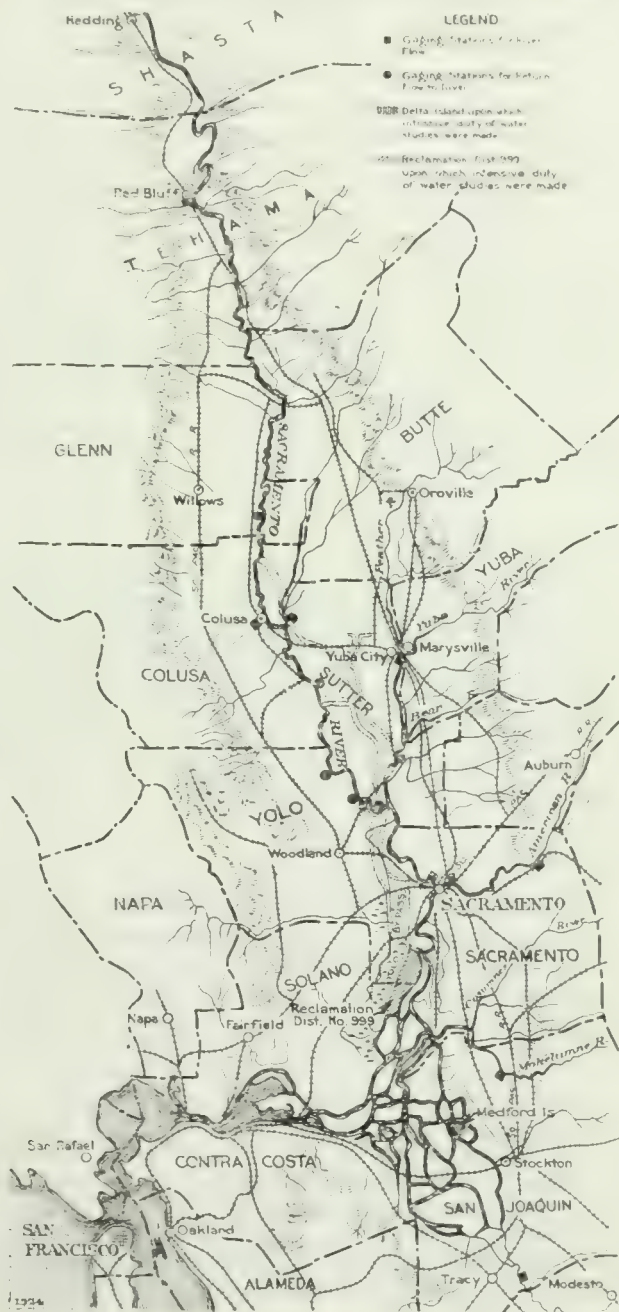 LEGEND
Gaging Stations for River
Flow
Gaging Stations for Return
Flow to River
Delta Island upon which
intensive duty of water
studies were made
Reclamation Dist. 999
upon which intensive duty
of water studies were made
Redding
SHASTA
Red Bluff
TEHAMA
GLENN
BUTTE
SACRAMENTO
R. R.
Willows
Oroville
Feather
R
YUBA
Yuba
River
Colusa
Yuba City
Marysville
COLUSA
SUTTER
Bear
RIVER
Auburn
YOLO
American R.
Woodland
NAPA
SACRAMENTO
SACRAMENTO
River
SOLANO
Reclamation
Dist. No. 999
Napa
Fairfield
R. R.
Mokelumne R.
Medford Is
San Rafael
CONTRA COSTA
Stockton
SAN JOAQUIN
SAN
FRANCISCO
Oakland
ALAMEDA
Tracy
Modesto
1924